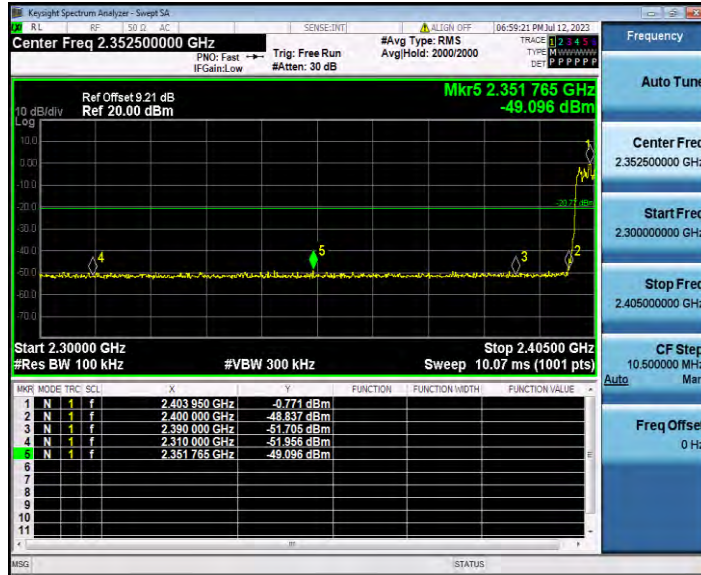 Keysight Spectrum Analyzer - Swept SA
RL RF 50 Ω AC SENSE:INT ALIGN OFF 06:59:21 PM Jul 12, 2023
Center Freq 2.352500000 GHz
PNO: Fast
IFGain:Low
Trig: Free Run
#Atten: 30 dB
#Avg Type: RMS
Avg|Hold: 2000/2000
TRACE 1 2 3 4 5 6
TYPE M W W W W W
DET P P P P P P
Ref Offset 9.21 dB
Ref 20.00 dBm
10 dB/div
Log
Mkr5 2.351 765 GHz
-49.096 dBm
10.0
0.00
-10.0
-20.0
-30.0
-40.0
-50.0
-60.0
-70.0
-20.77 dBm
1
4
5
3
2
Start 2.30000 GHz
Stop 2.40500 GHz
#Res BW 100 kHz
#VBW 300 kHz
Sweep 10.07 ms (1001 pts)
MKR MODE TRC SCL X Y FUNCTION FUNCTION WIDTH FUNCTION VALUE
1 N 1 f 2.403 950 GHz -0.771 dBm
2 N 1 f 2.400 000 GHz -48.837 dBm
3 N 1 f 2.390 000 GHz -51.705 dBm
4 N 1 f 2.310 000 GHz -51.956 dBm
5 N 1 f 2.351 765 GHz -49.096 dBm
6
7
8
9
10
11
MSG
STATUS
Frequency
Auto Tune
Center Freq
2.352500000 GHz
Start Freq
2.300000000 GHz
Stop Freq
2.405000000 GHz
CF Step
10.500000 MHz
Auto Man
Freq Offset
0 Hz